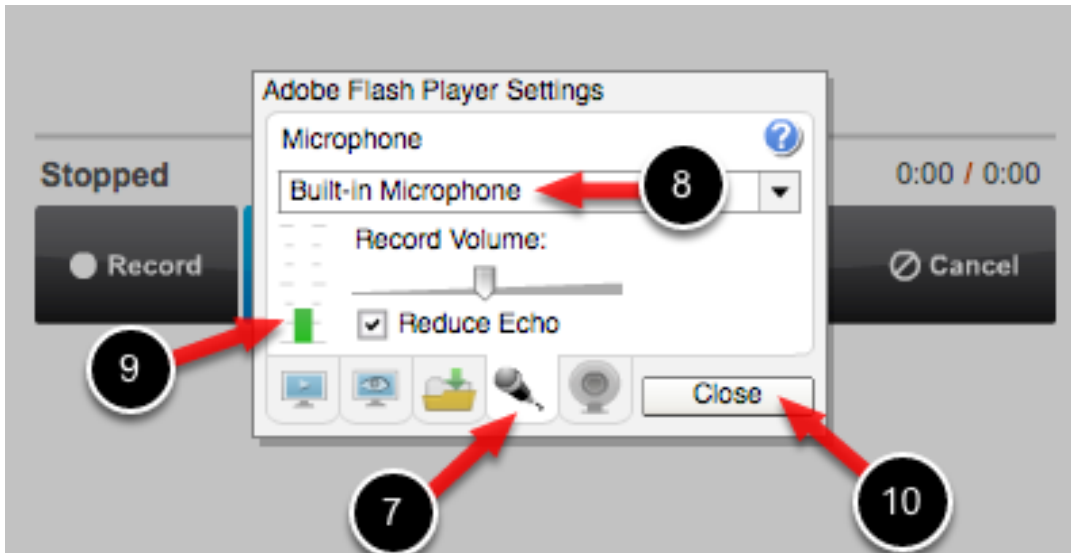 Adobe Flash Player Settings
Microphone
Stopped
Built-in Microphone
8
0:00 / 0:00
Record
Record Volume:
Cancel
Reduce Echo
9
Close
7
10